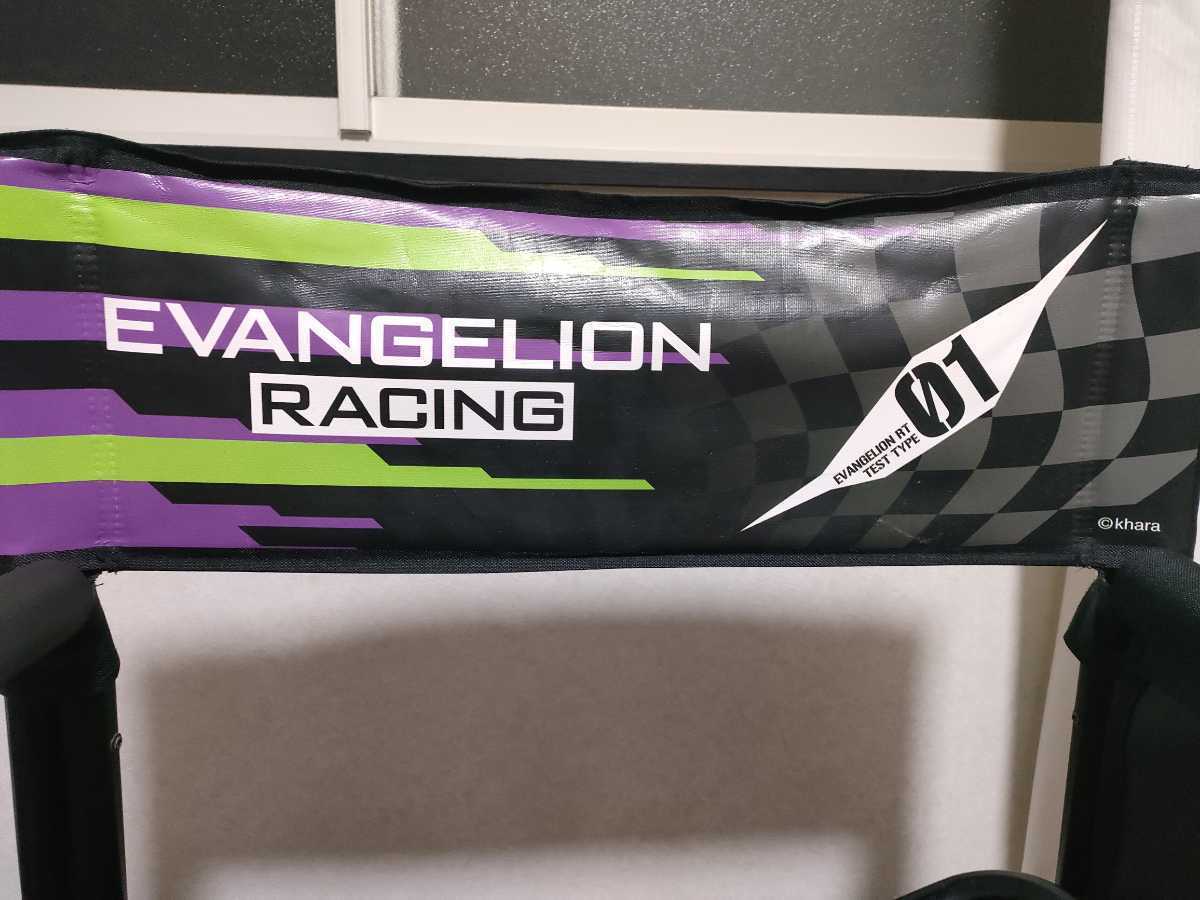 EVANGELION
RACING
EVANGELION RT
TEST TYPE
01
©khara